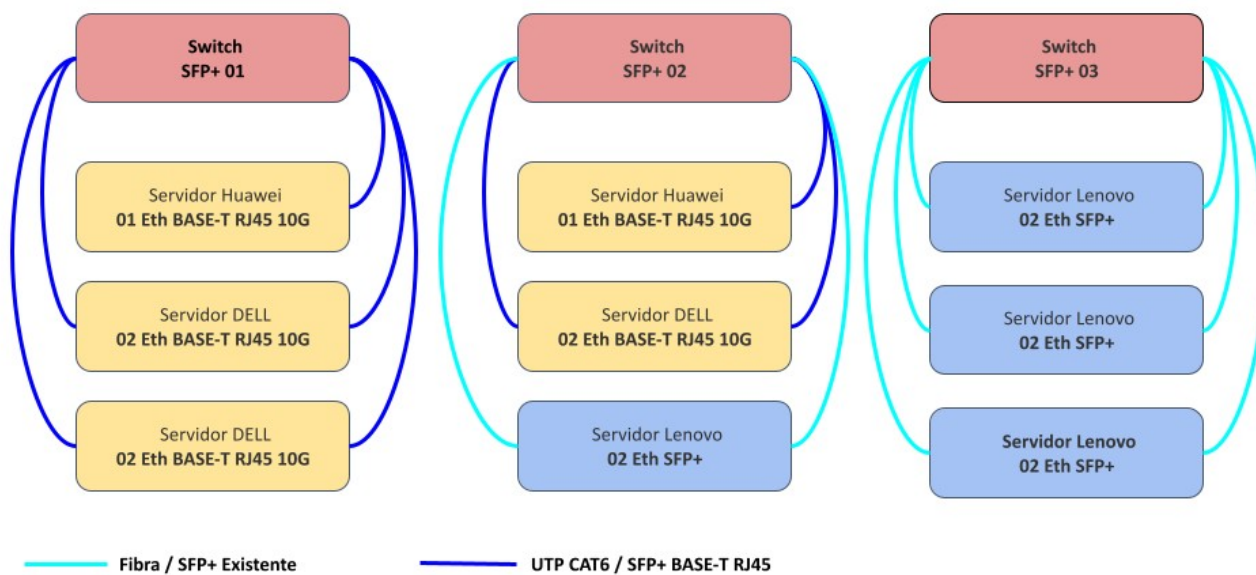 Switch
SFP+ 01
Servidor Huawei
01 Eth BASE-T RJ45 10G
Servidor DELL
02 Eth BASE-T RJ45 10G
Servidor DELL
02 Eth BASE-T RJ45 10G
Switch
SFP+ 02
Servidor Huawei
01 Eth BASE-T RJ45 10G
Servidor DELL
02 Eth BASE-T RJ45 10G
Servidor Lenovo
02 Eth SFP+
Switch
SFP+ 03
Servidor Lenovo
02 Eth SFP+
Servidor Lenovo
02 Eth SFP+
Servidor Lenovo
02 Eth SFP+
Fibra / SFP+ Existente
UTP CAT6 / SFP+ BASE-T RJ45